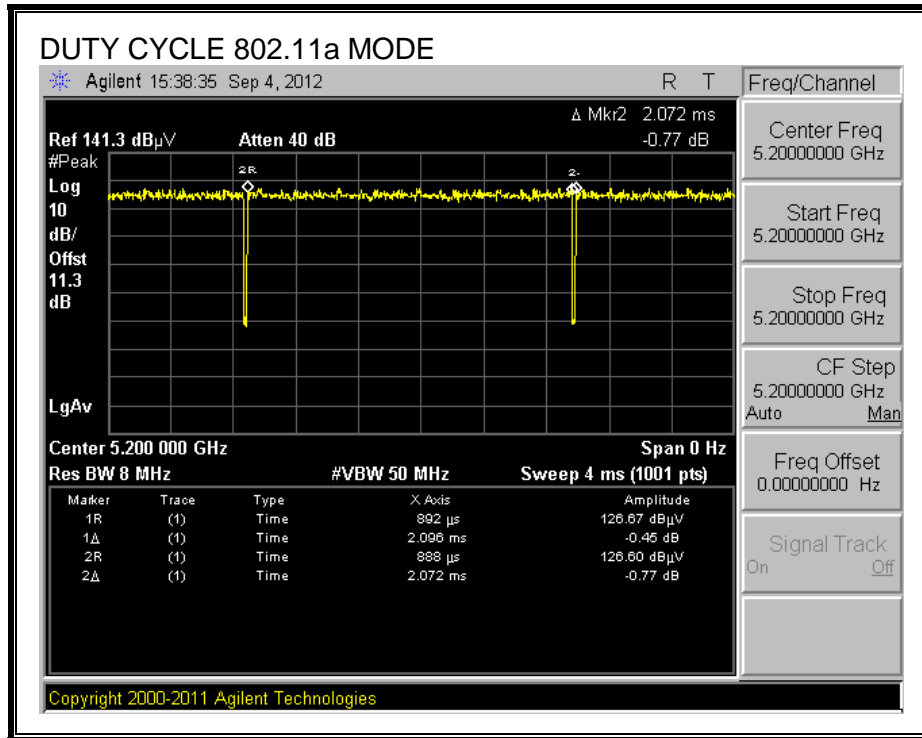 DUTY CYCLE 802.11a MODE
Agilent 15:38:35 Sep 4, 2012 R T
Freq/Channel
Δ Mkr2 2.072 ms
Ref 141.3 dBµV Atten 40 dB -0.77 dB
#Peak
Log
10
dB/
Offst
11.3
dB
LgAv
2R
2-
Center 5.200 000 GHz Span 0 Hz
Res BW 8 MHz #VBW 50 MHz Sweep 4 ms (1001 pts)
Marker Trace Type X Axis Amplitude
1R (1) Time 892 µs 126.67 dBµV
1Δ (1) Time 2.096 ms -0.45 dB
2R (1) Time 888 µs 126.60 dBµV
2Δ (1) Time 2.072 ms -0.77 dB
Center Freq
5.20000000 GHz
Start Freq
5.20000000 GHz
Stop Freq
5.20000000 GHz
CF Step
5.20000000 GHz
Auto Man
Freq Offset
0.00000000 Hz
Signal Track
On Off
Copyright 2000-2011 Agilent Technologies